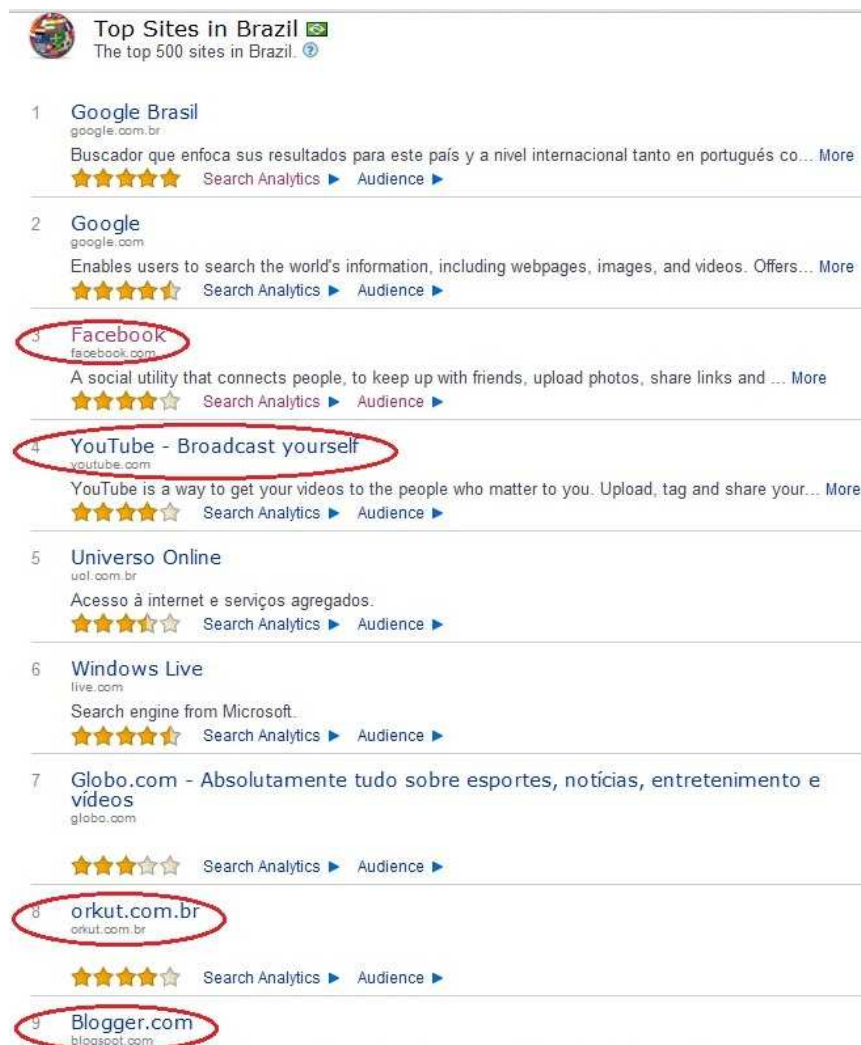 Top Sites in Brazil
The top 500 sites in Brazil. ?
1 Google Brasil
google.com.br
Buscador que enfoca sus resultados para este país y a nivel internacional tanto en portugués co... More
Search Analytics ▶ Audience ▶
2 Google
google.com
Enables users to search the world's information, including webpages, images, and videos. Offers... More
Search Analytics ▶ Audience ▶
3 Facebook
facebook.com
A social utility that connects people, to keep up with friends, upload photos, share links and ... More
Search Analytics ▶ Audience ▶
4 YouTube - Broadcast yourself
youtube.com
YouTube is a way to get your videos to the people who matter to you. Upload, tag and share your... More
Search Analytics ▶ Audience ▶
5 Universo Online
uol.com.br
Acesso à internet e serviços agregados.
Search Analytics ▶ Audience ▶
6 Windows Live
live.com
Search engine from Microsoft.
Search Analytics ▶ Audience ▶
7 Globo.com - Absolutamente tudo sobre esportes, notícias, entretenimento e
vídeos
globo.com
Search Analytics ▶ Audience ▶
8 orkut.com.br
orkut.com.br
Search Analytics ▶ Audience ▶
9 Blogger.com
blogspot.com